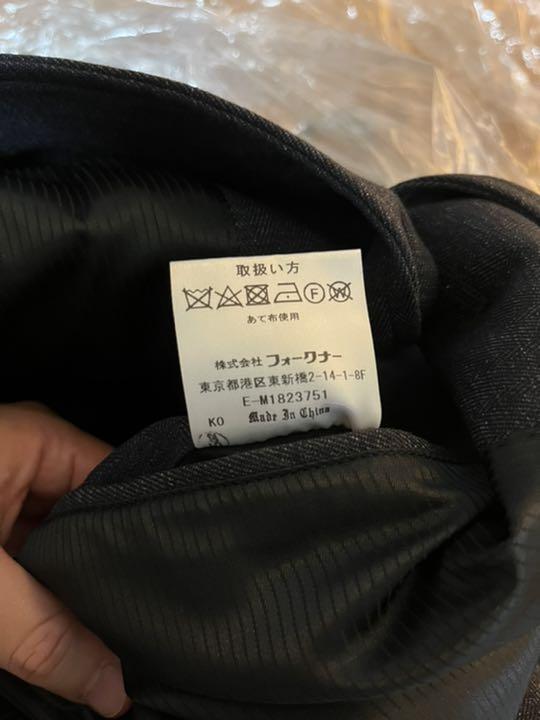 取扱い方
F W
あて布使用
株式会社 フォークナー
東京都港区東新橋2-14-1-8F
E-M1823751
KO Made In China